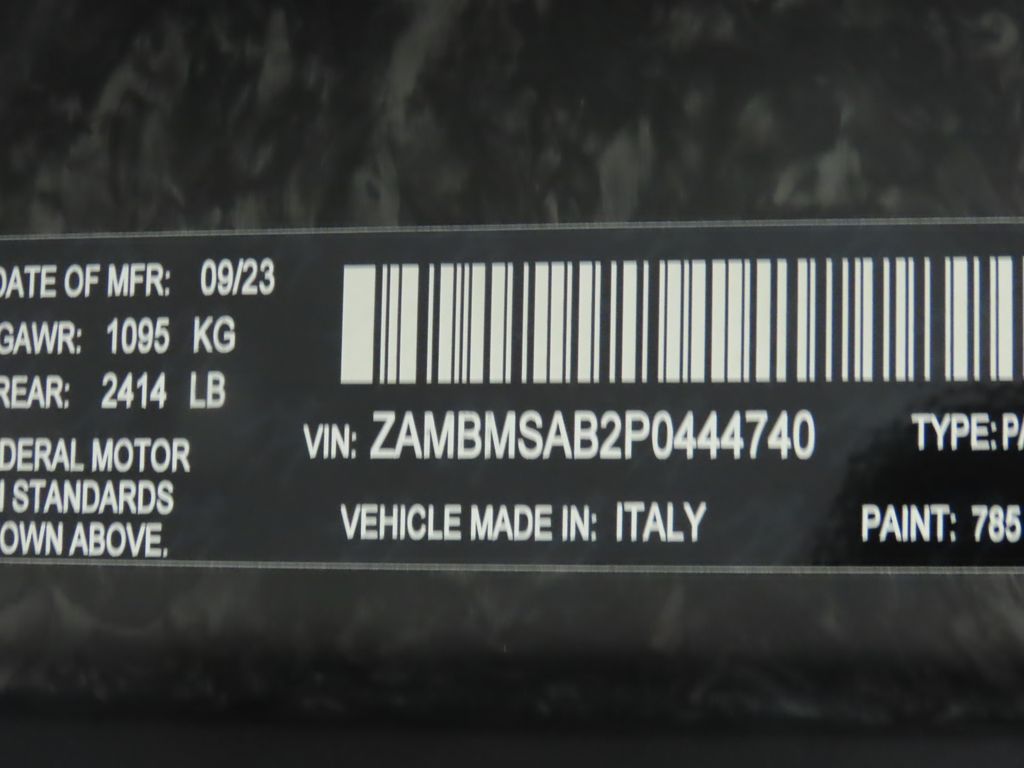 DATE OF MFR: 09/23
GAWR: 1095 KG
REAR: 2414 LB
DERAL MOTOR
STANDARDS
OWN ABOVE.
VIN: ZAMBMSAB2P0444740
TYPE: PA
VEHICLE MADE IN: ITALY
PAINT: 785